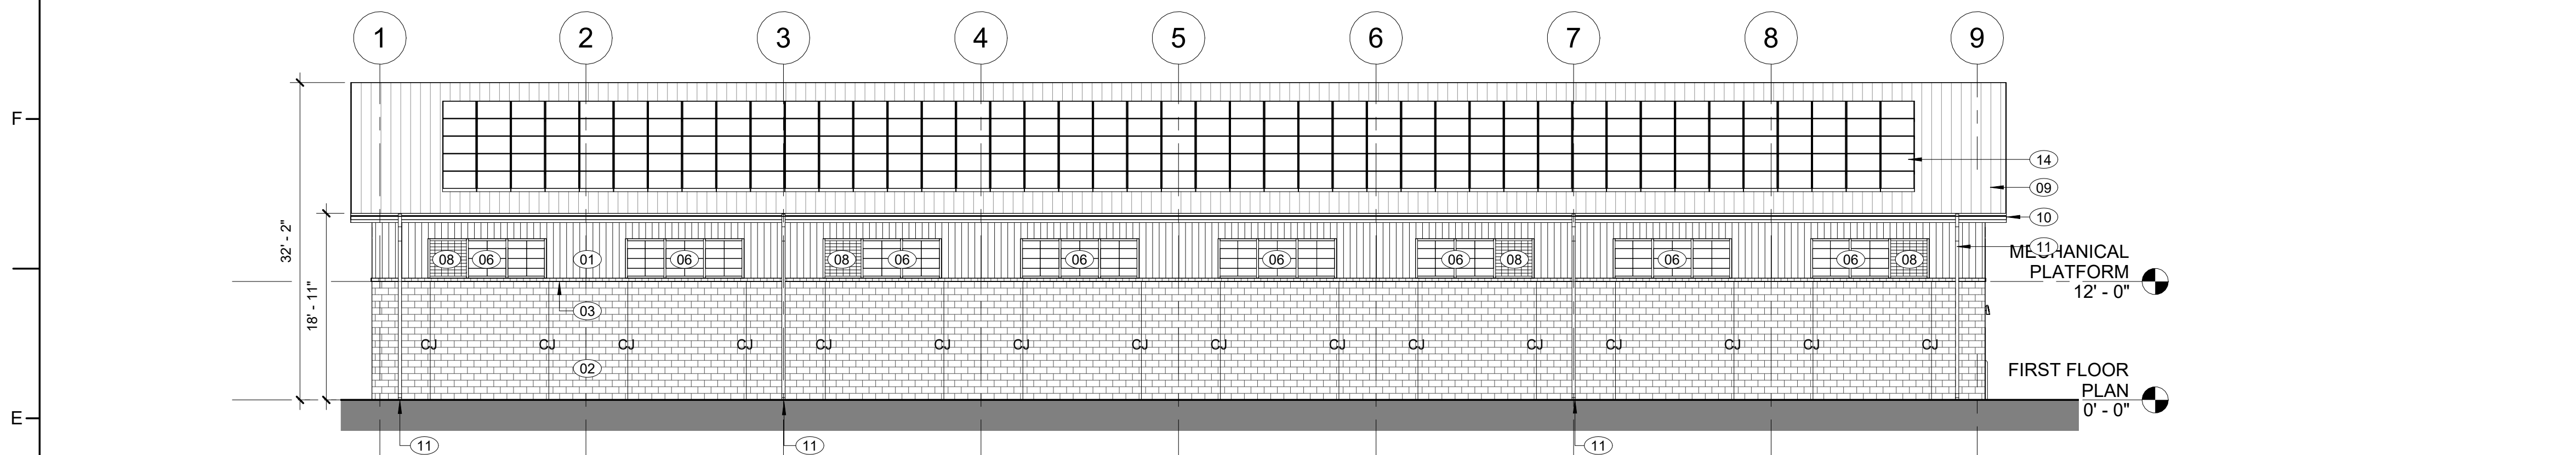 1 2 3 4 5 6 7 8 9
F
14
09
32' - 2"
10
11
MECHANICAL
08 06 01 06 08 06 06 06 06 08 06 06 08
PLATFORM
12' - 0"
18' - 11"
03
CJ CJ CJ CJ CJ CJ CJ CJ CJ CJ CJ CJ CJ CJ CJ CJ
02
FIRST FLOOR
PLAN
0' - 0"
E
11 11 11